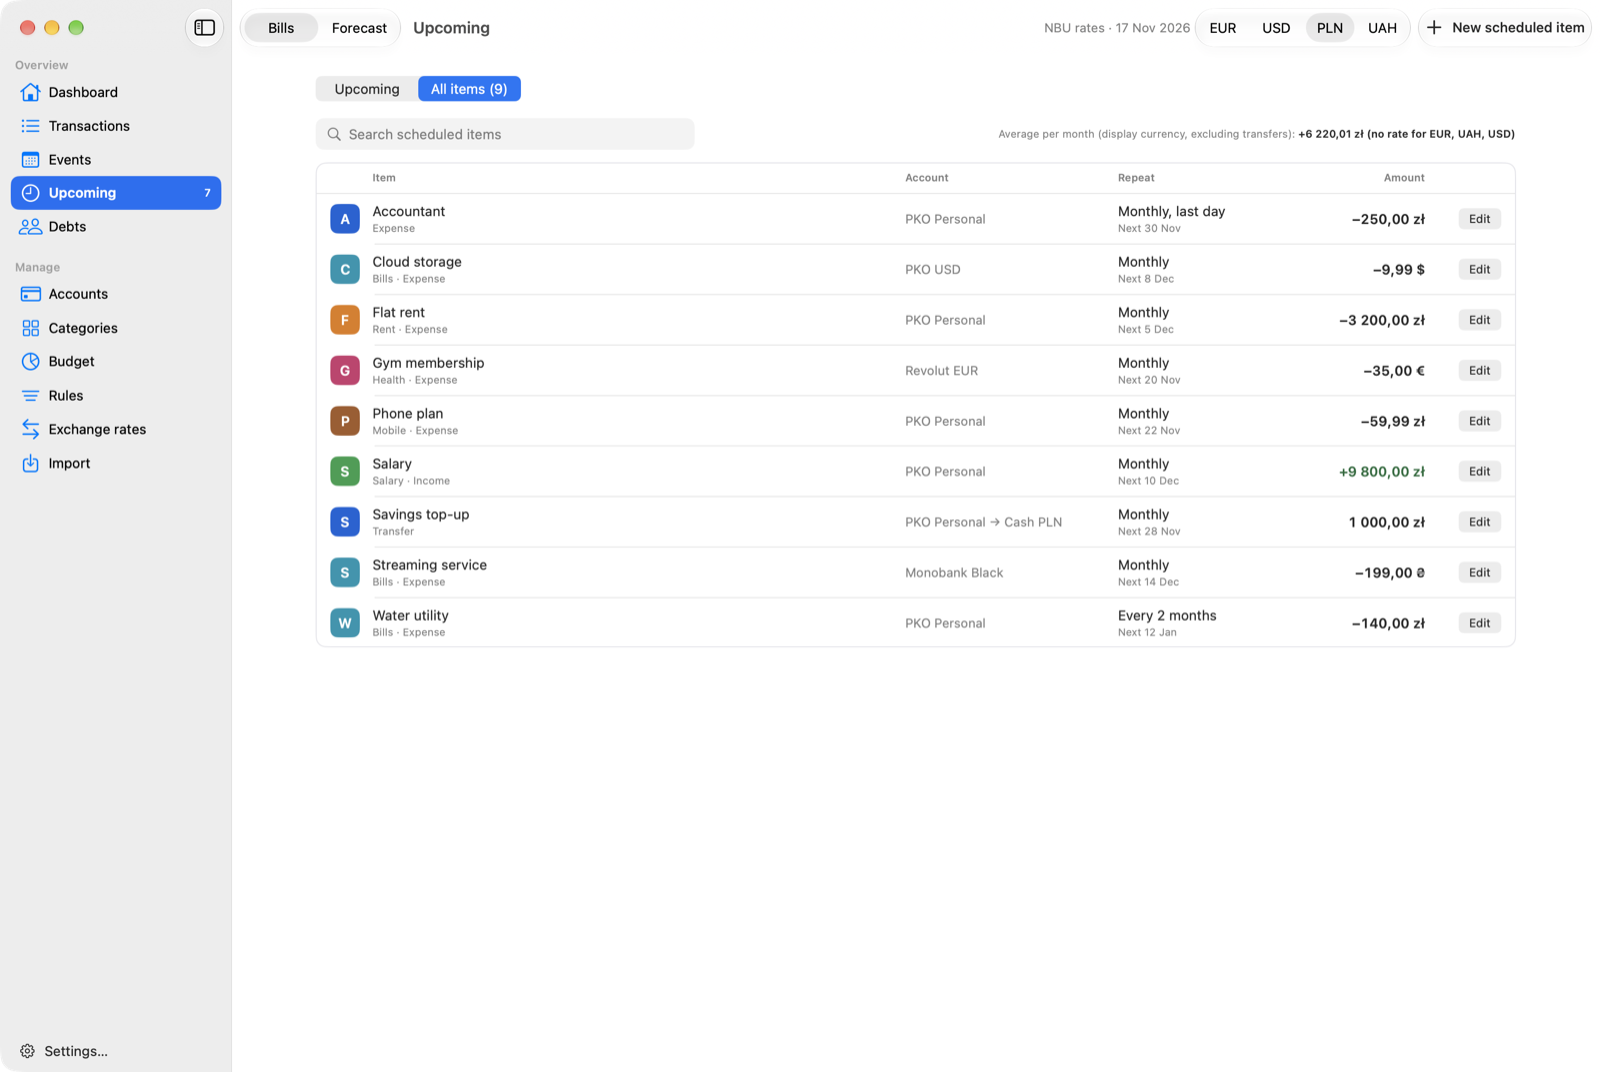 Bills
Forecast
Upcoming
NBU rates · 17 Nov 2026
EUR
USD
PLN
UAH
New scheduled item
Overview
Dashboard
Transactions
Events
Upcoming 7
Debts
Manage
Accounts
Categories
Budget
Rules
Exchange rates
Import
Settings...
Upcoming
All items (9)
Search scheduled items
Average per month (display currency, excluding transfers): +6 220,01 zł (no rate for EUR, UAH, USD)
Item Account Repeat Amount
A Accountant PKO Personal Monthly, last day −250,00 zł Edit
Expense Next 30 Nov
C Cloud storage PKO USD Monthly −9,99 $ Edit
Bills · Expense Next 8 Dec
F Flat rent PKO Personal Monthly −3 200,00 zł Edit
Rent · Expense Next 5 Dec
G Gym membership Revolut EUR Monthly −35,00 € Edit
Health · Expense Next 20 Nov
P Phone plan PKO Personal Monthly −59,99 zł Edit
Mobile · Expense Next 22 Nov
S Salary PKO Personal Monthly +9 800,00 zł Edit
Salary · Income Next 10 Dec
S Savings top-up PKO Personal → Cash PLN Monthly 1 000,00 zł Edit
Transfer Next 28 Nov
S Streaming service Monobank Black Monthly −199,00 ₴ Edit
Bills · Expense Next 14 Dec
W Water utility PKO Personal Every 2 months −140,00 zł Edit
Bills · Expense Next 12 Jan